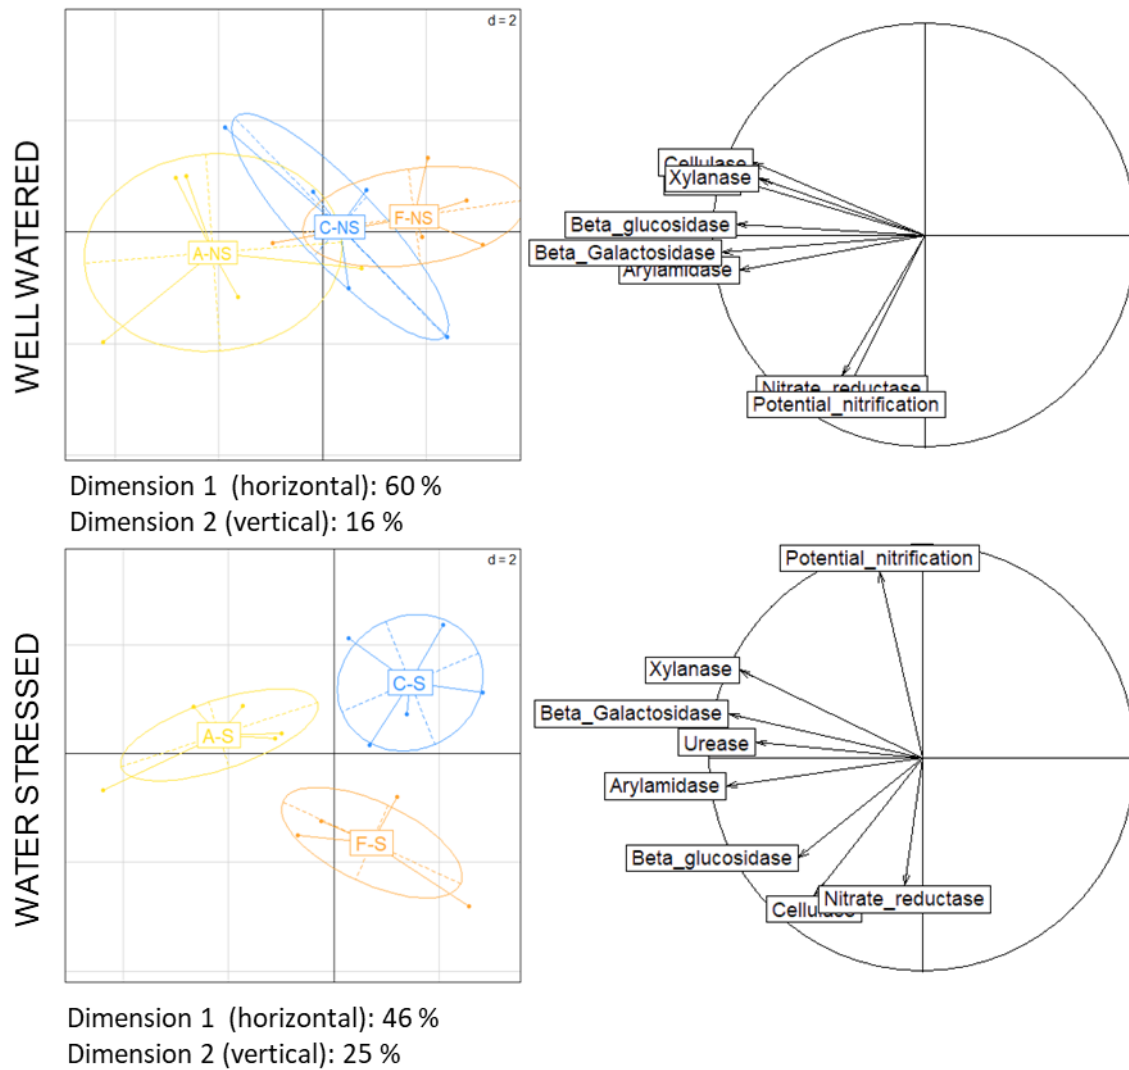 WELL WATERED
d = 2
C-NS
F-NS
A-NS
Cellulase
Xylanase
Beta_glucosidase
Beta_Galactosidase
Arylamidase
Nitrate_reductase
Potential_nitrification
Dimension 1 (horizontal): 60 %
Dimension 2 (vertical): 16 %
WATER STRESSED
d = 2
C-S
A-S
F-S
Potential_nitrification
Xylanase
Beta_Galactosidase
Urease
Arylamidase
Beta_glucosidase
Nitrate_reductase
Cellulase
Dimension 1 (horizontal): 46 %
Dimension 2 (vertical): 25 %